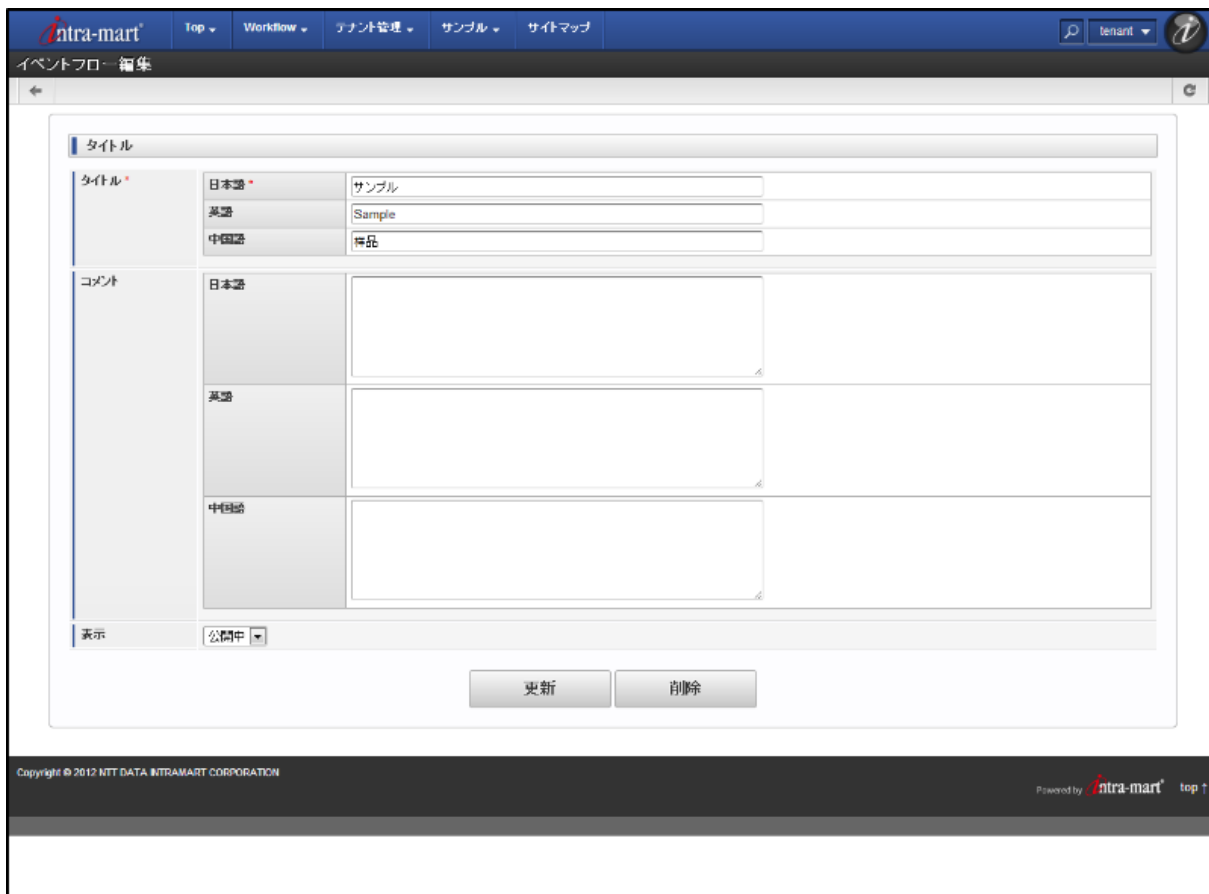 intra-mart® Top Workflow テナント管理 サンプル サイトマップ tenant
イベントフロー編集
タイトル
タイトル* 日本語* サンプル
英語 Sample
中国語 样品
コメント 日本語
英語
中国語
表示 公開中
更新 削除
Copyright © 2012 NTT DATA INTRAMART CORPORATION
Powered by intra-mart® top ↑